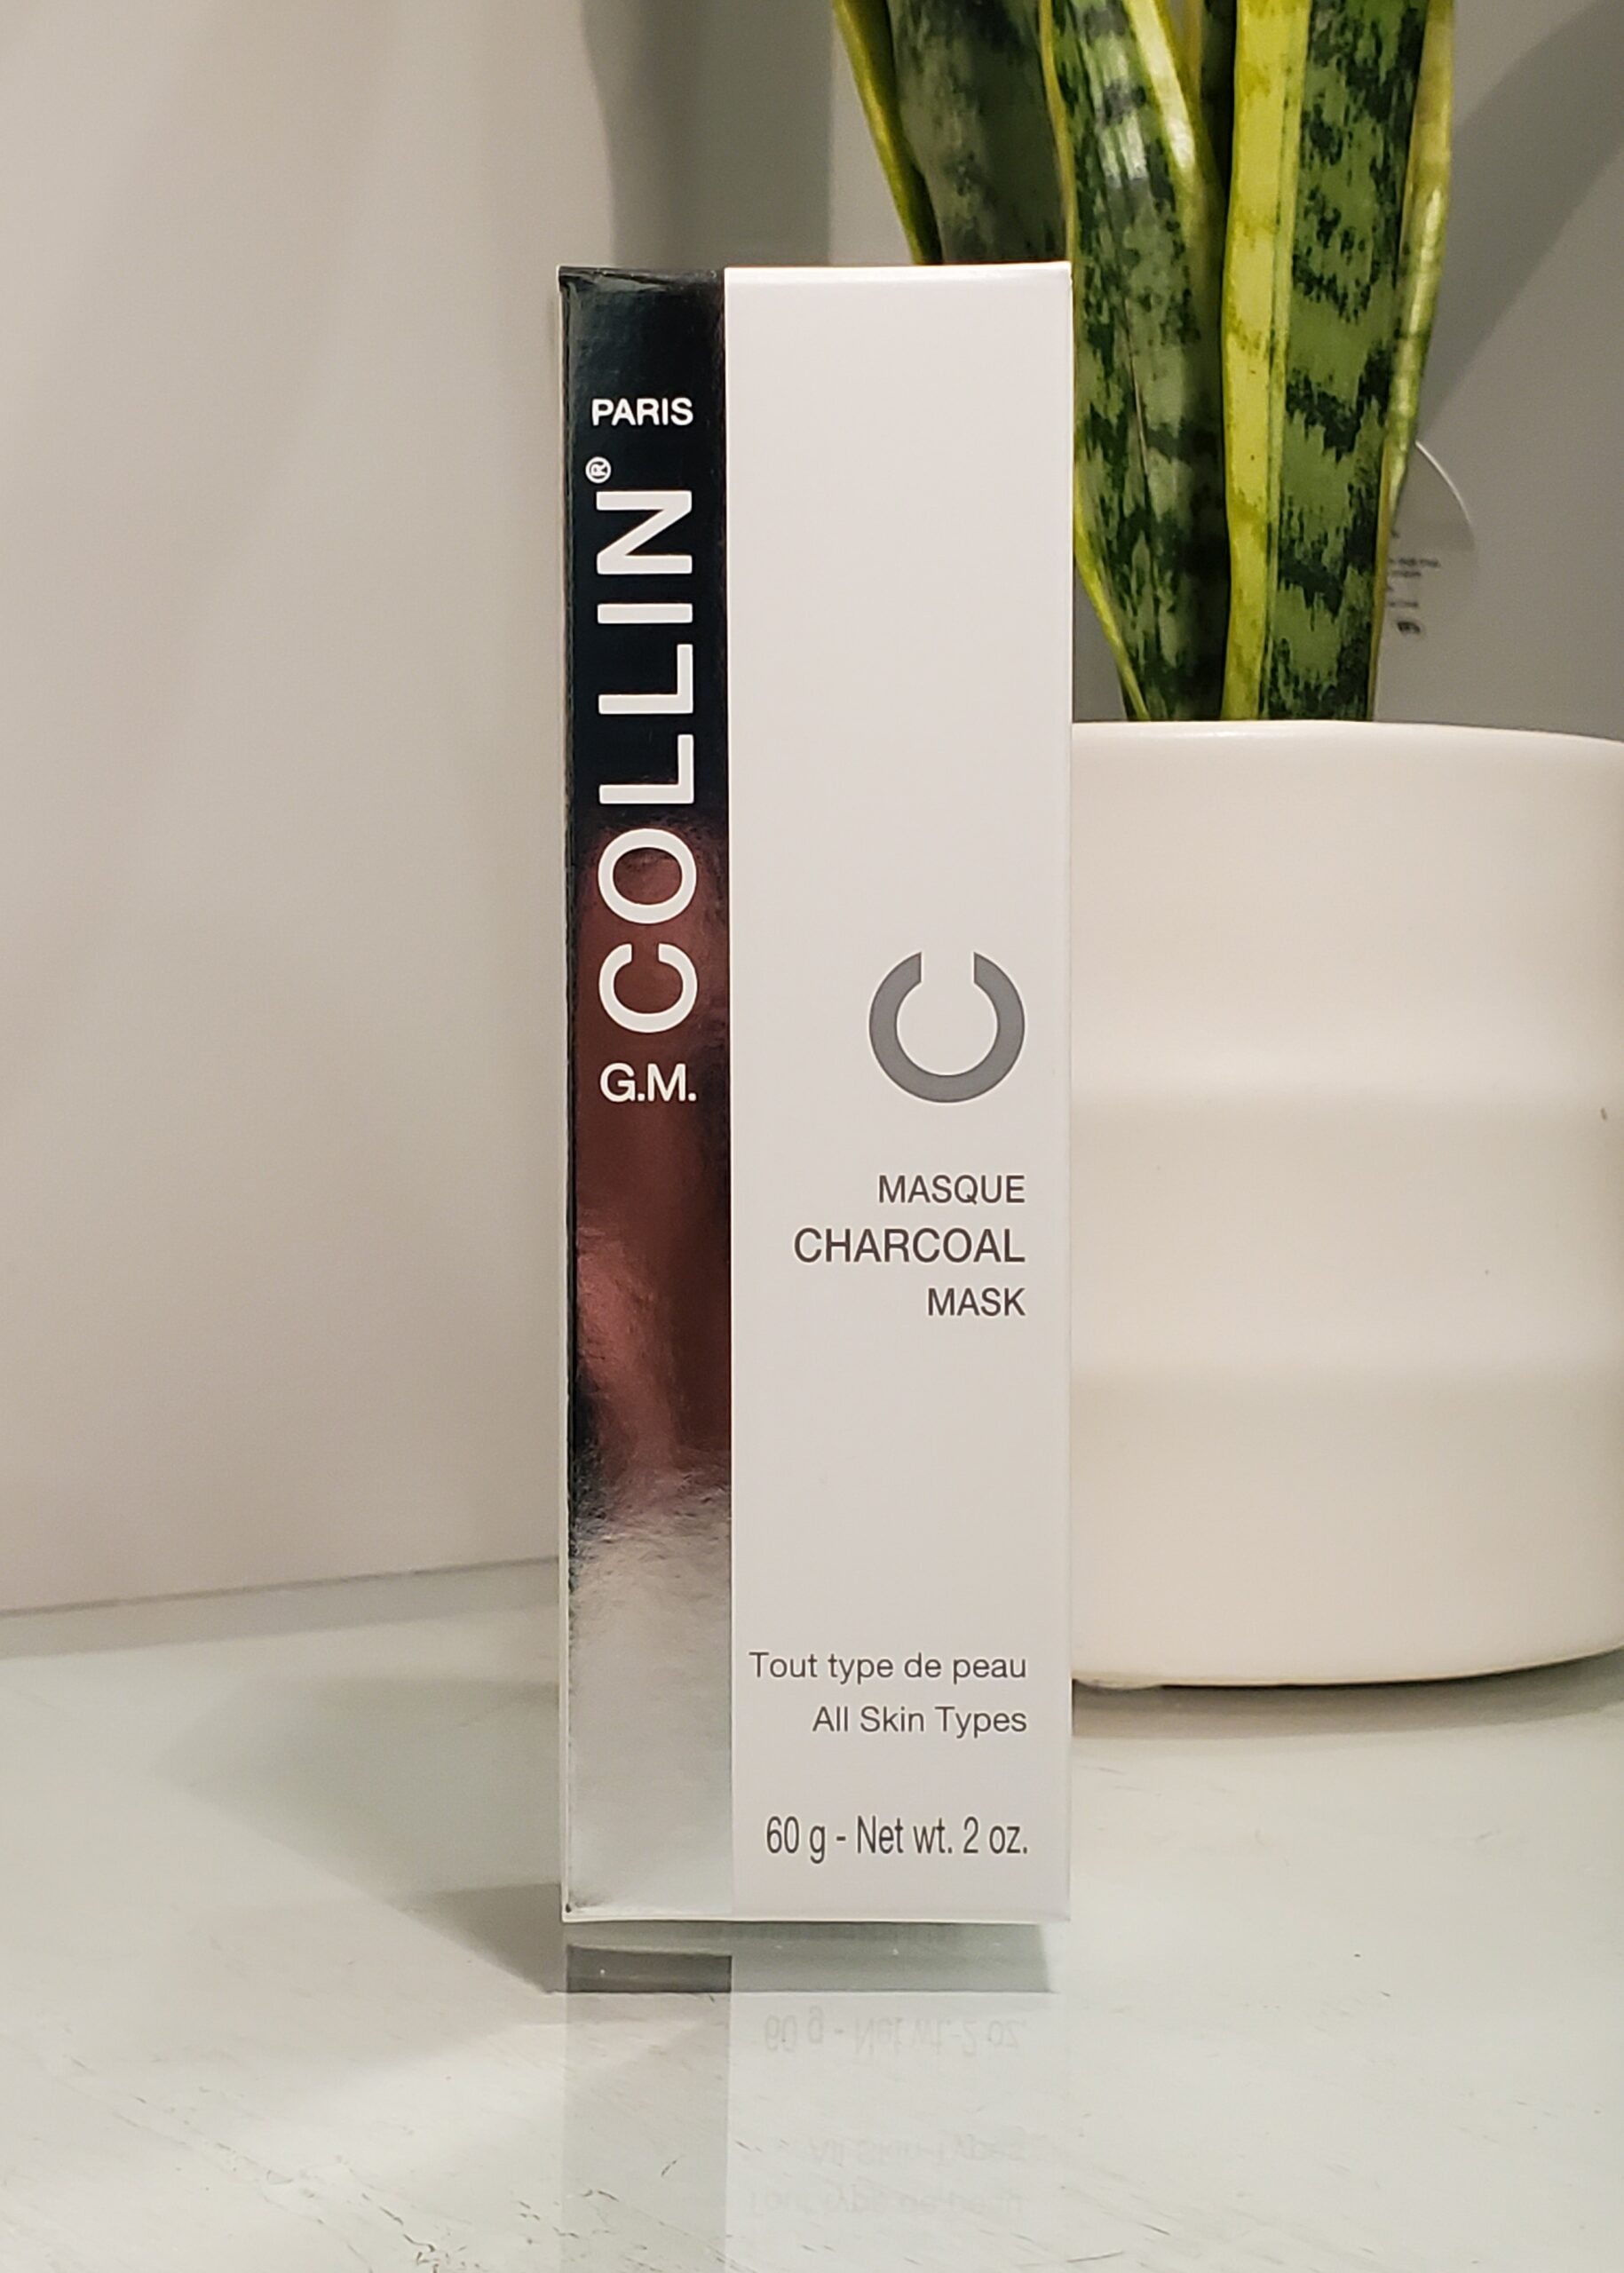 G.M. COLLIN® PARIS
MASQUE
CHARCOAL
MASK
Tout type de peau
All Skin Types
60 g - Net wt. 2 oz.